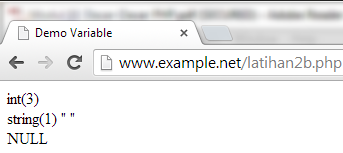 Demo Variable
www.example.net/latihan2b.php
int(3)
string(1) " "
NULL